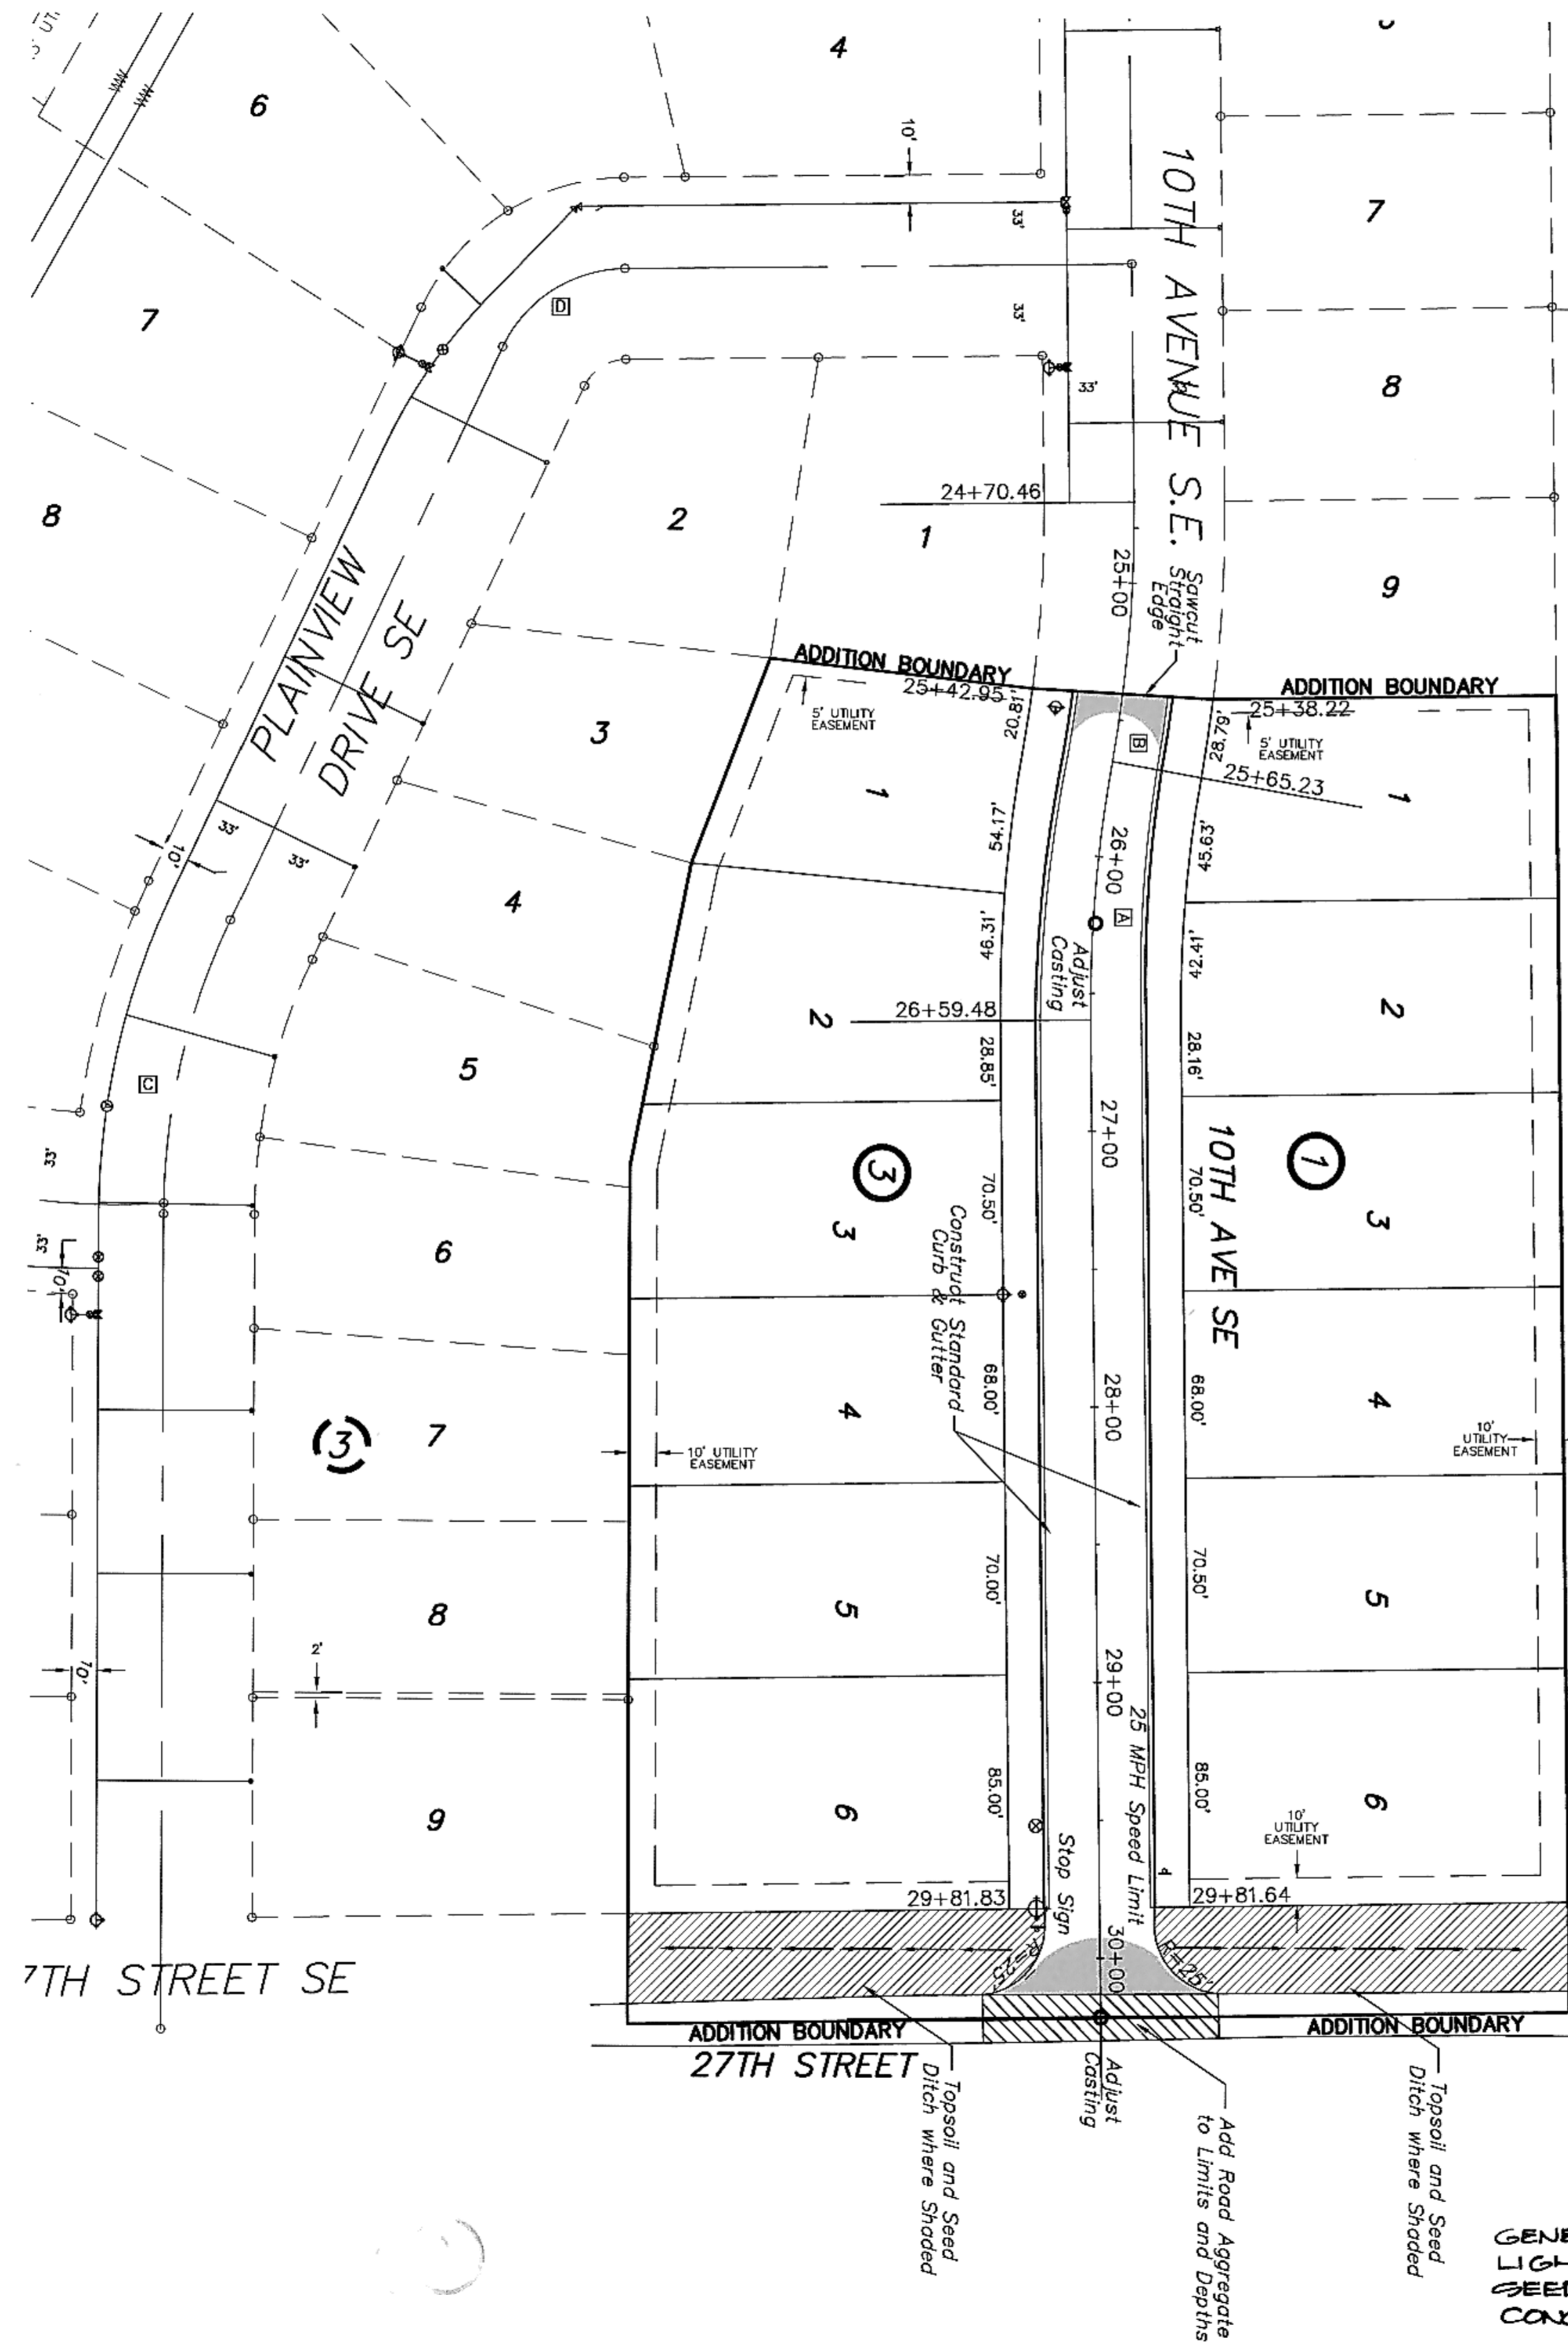 4
6
10'
10TH AVENUE S.E.
7
33'
7
D
33'
33'
33'
8
8
24+70.46
2
1
25+00
Sawcut
Straight
Edge
9
PLAINVIEW
DRIVE SE
ADDITION BOUNDARY
25+42.95
20.81'
ADDITION BOUNDARY
25+38.22
28.79'
5' UTILITY
EASEMENT
5' UTILITY
EASEMENT
B
3
1
25+65.23
1
33'
33'
10'
54.17'
26+00
45.63'
4
A
46.31'
Adjust
Casting
42.41'
26+59.48
2
2
28.85'
28.16'
5
C
27+00
10TH AVE SE
33'
3
1
3
70.50'
70.50'
3
6
33'
10'
Construct Standard
Curb & Gutter
4
68.00'
28+00
68.00'
4
3
7
10' UTILITY
EASEMENT
10'
UTILITY
EASEMENT
5
70.00'
70.50'
5
8
2'
10'
29+00
25 MPH Speed Limit
6
85.00'
85.00'
6
9
10'
UTILITY
EASEMENT
Stop Sign
29+81.83
29+81.64
30+00
R=25'
R=25'
7TH STREET SE
ADDITION BOUNDARY
ADDITION BOUNDARY
27TH STREET
Adjust
Casting
Topsoil and Seed
Ditch where Shaded
Add Road Aggregate
to Limits and Depths
Topsoil and Seed
Ditch where Shaded
GENE
LIGH
SEE
CON